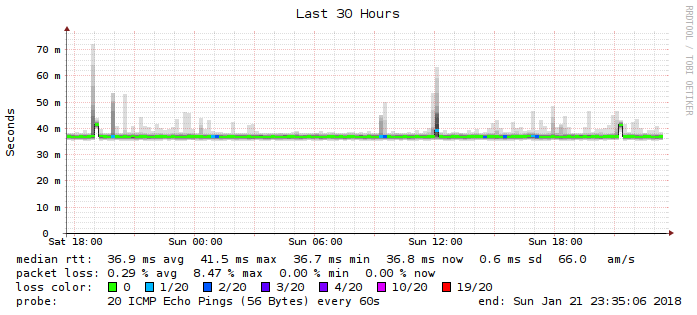 Last 30 Hours
RRDTOOL / TOBI OETIKER
Seconds
70 m
60 m
50 m
40 m
30 m
20 m
10 m
0
Sat 18:00 Sun 00:00 Sun 06:00 Sun 12:00 Sun 18:00
median rtt: 36.9 ms avg 41.5 ms max 36.7 ms min 36.8 ms now 0.6 ms sd 66.0 am/s
packet loss: 0.29 % avg 8.47 % max 0.00 % min 0.00 % now
loss color: 0 1/20 2/20 3/20 4/20 10/20 19/20
probe: 20 ICMP Echo Pings (56 Bytes) every 60s end: Sun Jan 21 23:35:06 2018